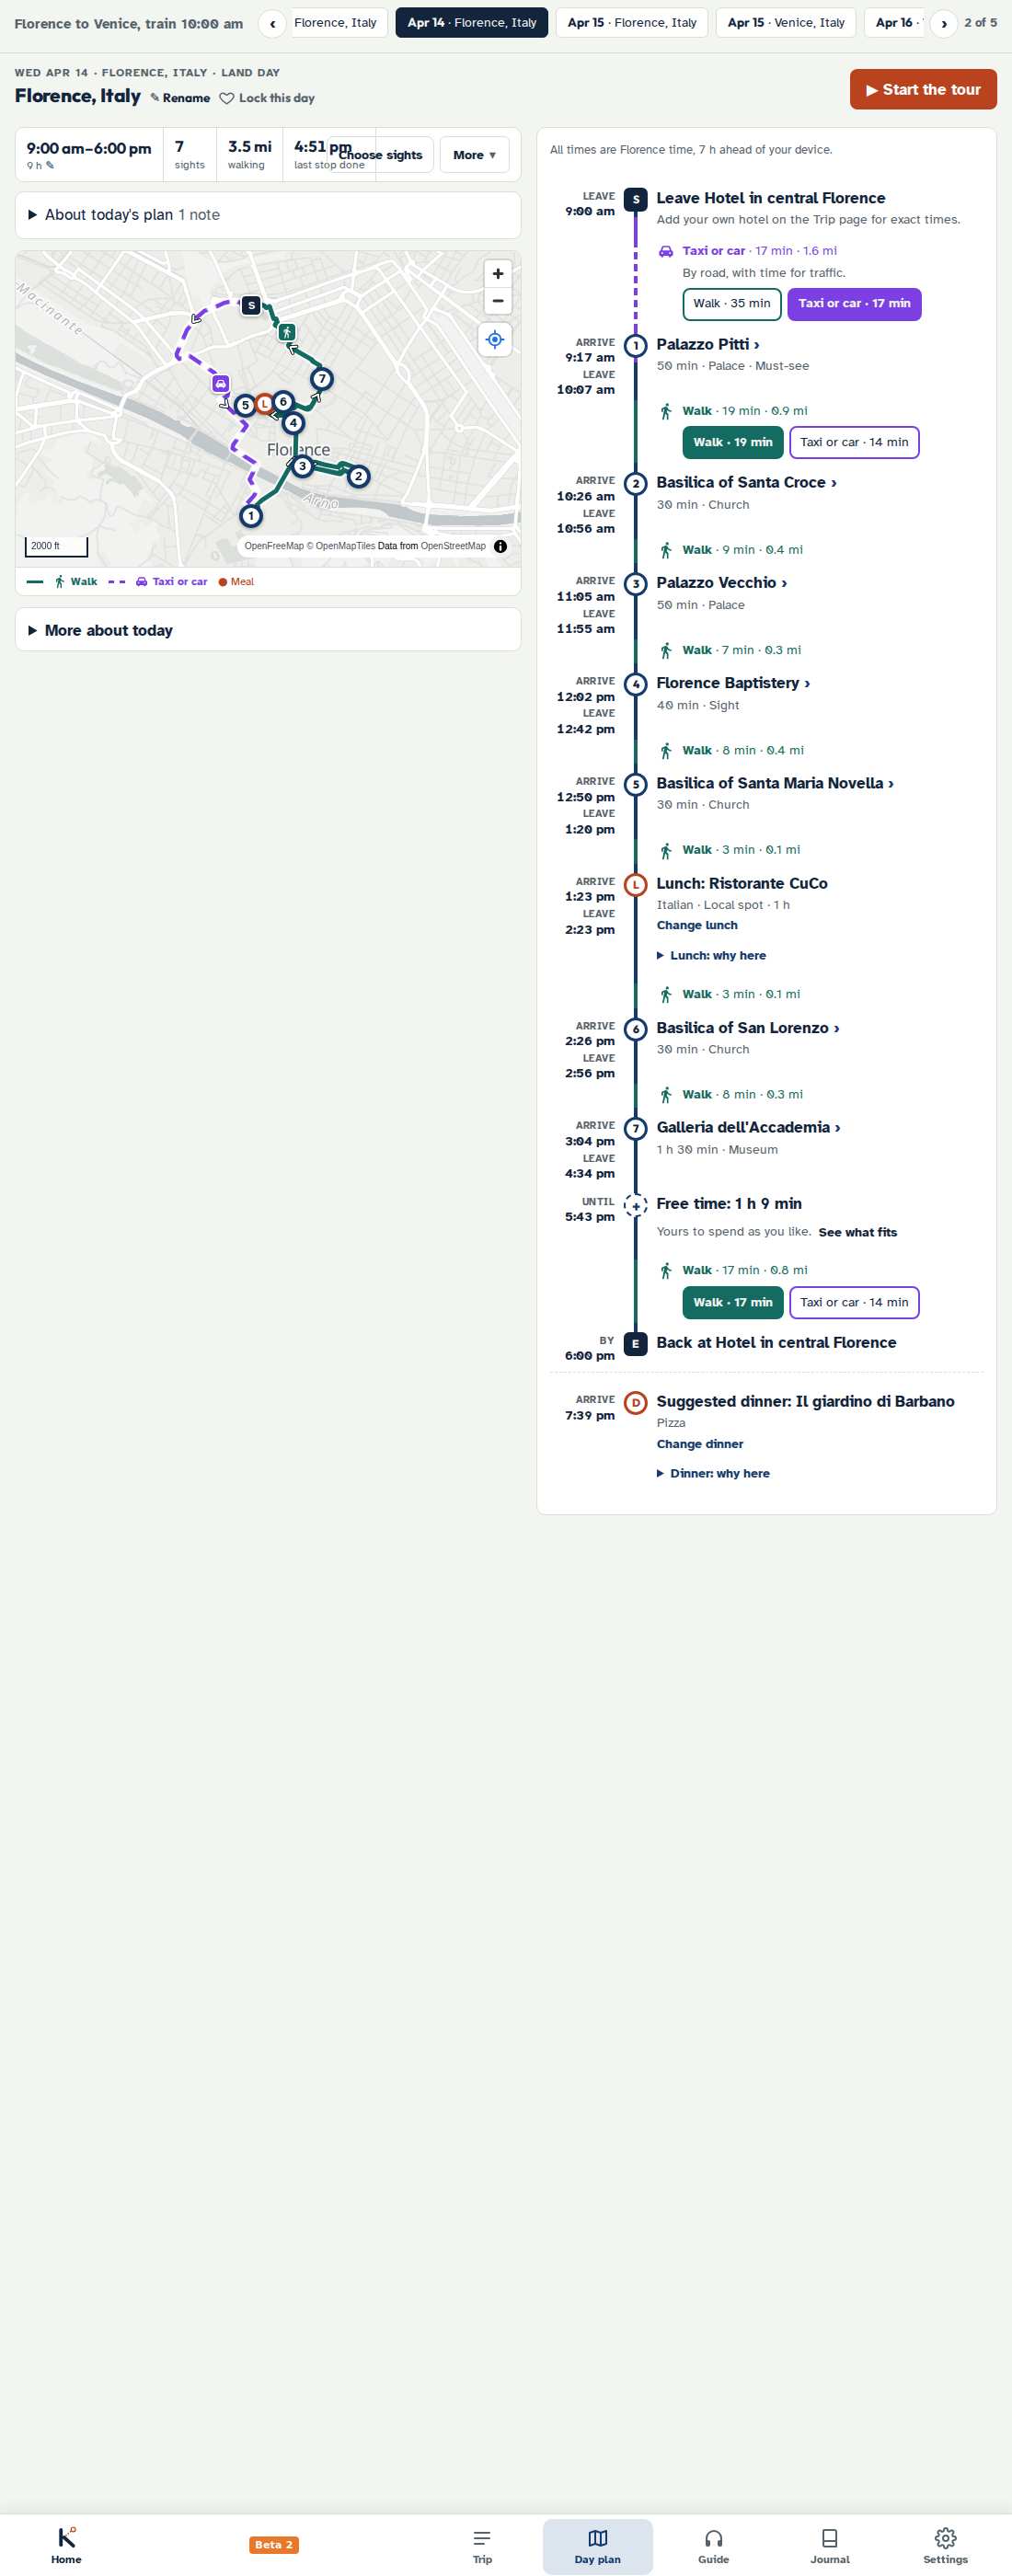 Florence to Venice, train 10:00 am
‹
Florence, Italy
Apr 14 · Florence, Italy
Apr 15 · Florence, Italy
Apr 15 · Venice, Italy
Apr 16 ·
›
2 of 5
WED APR 14 · FLORENCE, ITALY · LAND DAY
Florence, Italy ✎ Rename Lock this day
▶ Start the tour
9:00 am–6:00 pm
9 h ✎
7
sights
3.5 mi
walking
4:51 pm
last stop done
Choose sights
More ▼
▶ About today's plan 1 note
Macinante
S
7
5
L
6
4
Florence
3
2
Arno
1
+
−
2000 ft
OpenFreeMap © OpenMapTiles Data from OpenStreetMap
Walk
Taxi or car
Meal
▶ More about today
All times are Florence time, 7 h ahead of your device.
LEAVE
9:00 am
S
Leave Hotel in central Florence
Add your own hotel on the Trip page for exact times.
Taxi or car · 17 min · 1.6 mi
By road, with time for traffic.
Walk · 35 min
Taxi or car · 17 min
ARRIVE
9:17 am
LEAVE
10:07 am
1
Palazzo Pitti ›
50 min · Palace · Must-see
Walk · 19 min · 0.9 mi
Walk · 19 min
Taxi or car · 14 min
ARRIVE
10:26 am
LEAVE
10:56 am
2
Basilica of Santa Croce ›
30 min · Church
Walk · 9 min · 0.4 mi
ARRIVE
11:05 am
LEAVE
11:55 am
3
Palazzo Vecchio ›
50 min · Palace
Walk · 7 min · 0.3 mi
ARRIVE
12:02 pm
LEAVE
12:42 pm
4
Florence Baptistery ›
40 min · Sight
Walk · 8 min · 0.4 mi
ARRIVE
12:50 pm
LEAVE
1:20 pm
5
Basilica of Santa Maria Novella ›
30 min · Church
Walk · 3 min · 0.1 mi
ARRIVE
1:23 pm
LEAVE
2:23 pm
L
Lunch: Ristorante CuCo
Italian · Local spot · 1 h
Change lunch
▶ Lunch: why here
Walk · 3 min · 0.1 mi
ARRIVE
2:26 pm
LEAVE
2:56 pm
6
Basilica of San Lorenzo ›
30 min · Church
Walk · 8 min · 0.3 mi
ARRIVE
3:04 pm
LEAVE
4:34 pm
7
Galleria dell'Accademia ›
1 h 30 min · Museum
UNTIL
5:43 pm
+
Free time: 1 h 9 min
Yours to spend as you like. See what fits
Walk · 17 min · 0.8 mi
Walk · 17 min
Taxi or car · 14 min
BY
6:00 pm
E
Back at Hotel in central Florence
ARRIVE
7:39 pm
D
Suggested dinner: Il giardino di Barbano
Pizza
Change dinner
▶ Dinner: why here
Home
Beta 2
Trip
Day plan
Guide
Journal
Settings